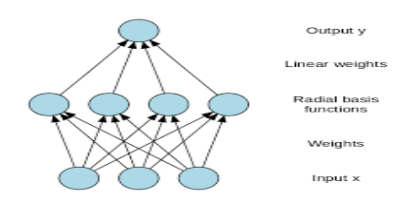 Output y
Linear weights
Radial basis
functions
Weights
Input x